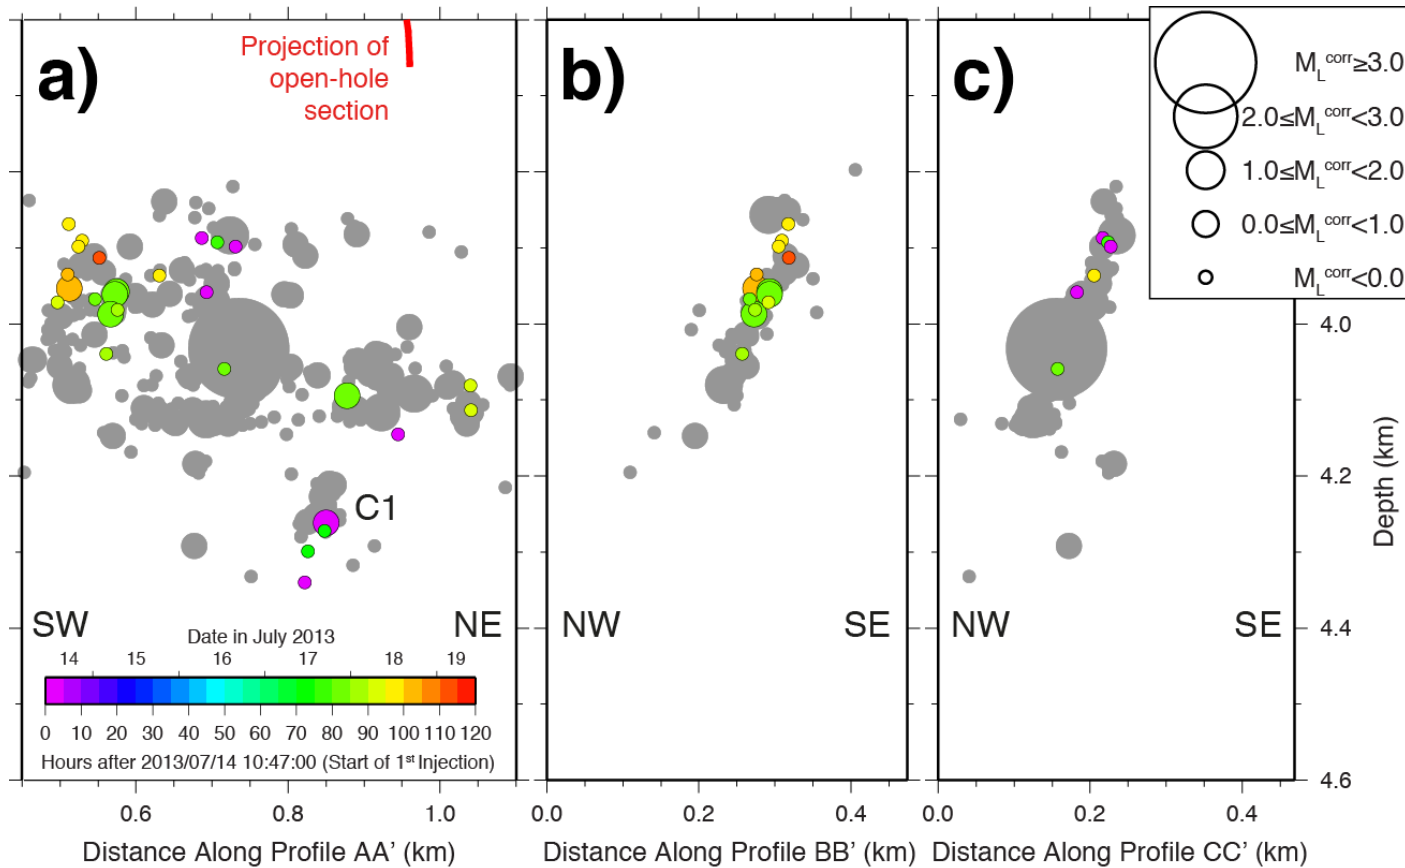 a)
Projection of
open-hole
section
b)
c)
M_L^corr≥3.0
2.0≤M_L^corr<3.0
1.0≤M_L^corr<2.0
0.0≤M_L^corr<1.0
M_L^corr<0.0
C1
SW
NE
NW
SE
NW
SE
Date in July 2013
14 15 16 17 18 19
0 10 20 30 40 50 60 70 80 90 100 110 120
Hours after 2013/07/14 10:47:00 (Start of 1st Injection)
4.0
4.2
4.4
4.6
Depth (km)
0.6 0.8 1.0
0.0 0.2 0.4
0.0 0.2 0.4
Distance Along Profile AA' (km)
Distance Along Profile BB' (km)
Distance Along Profile CC' (km)